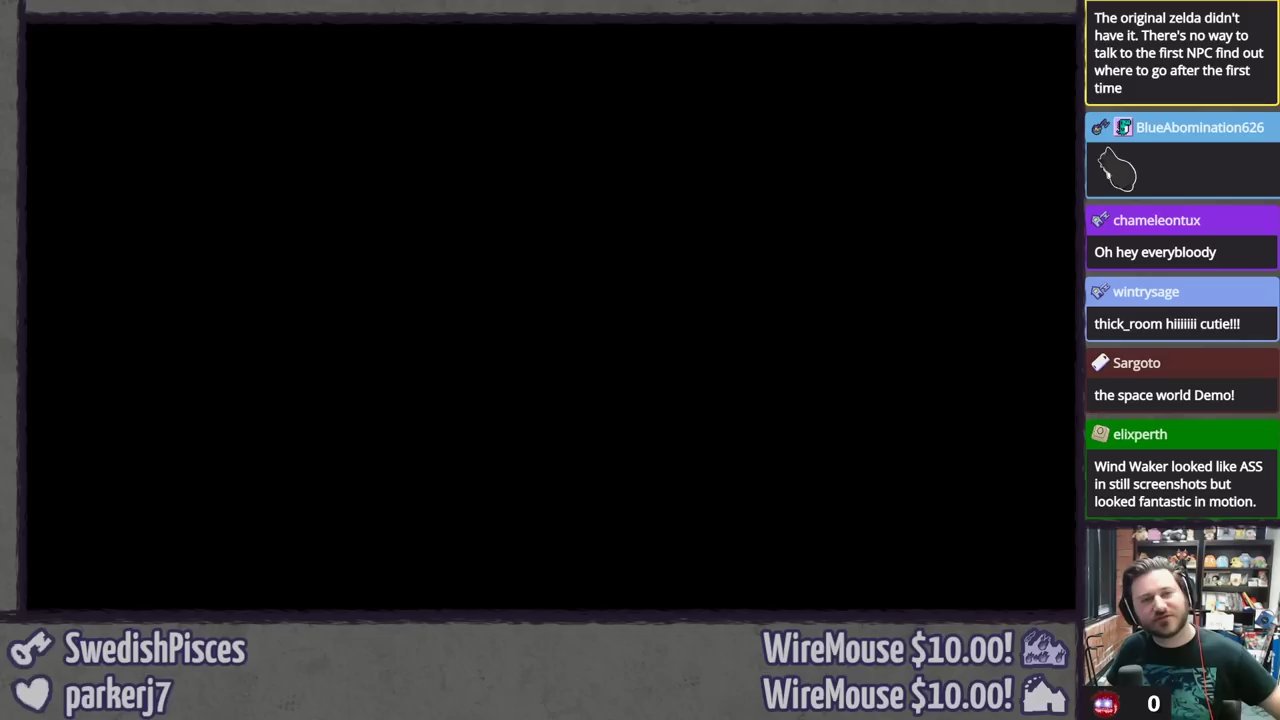 The original zelda didn't
have it. There's no way to
talk to the first NPC find out
where to go after the first
time
BlueAbomination626
chameleontux
Oh hey everybloody
wintrysage
thick_room hiiiiiii cutie!!!
Sargoto
the space world Demo!
elixperth
Wind Waker looked like ASS
in still screenshots but
looked fantastic in motion.
SwedishPisces
WireMouse $10.00!
parkerj7
WireMouse $10.00!
0